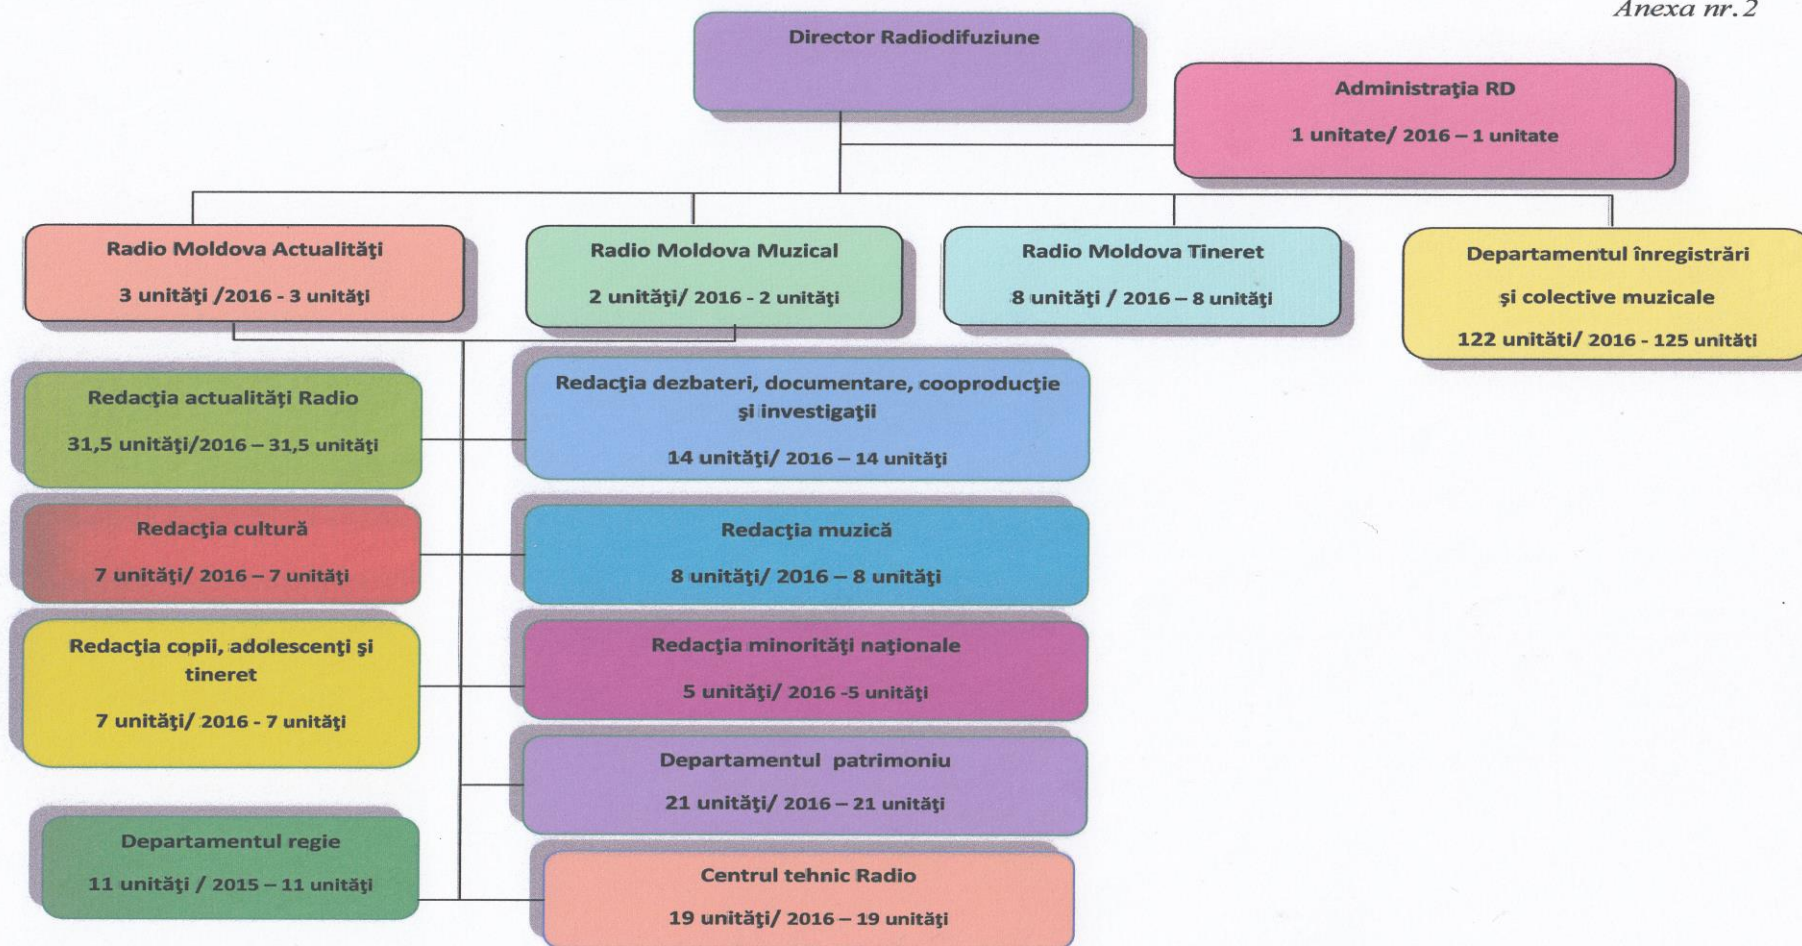 Anexa nr. 2
Director Radiodifuziune
Administraţia RD
1 unitate/ 2016 – 1 unitate
Radio Moldova Actualităţi
3 unităţi /2016 - 3 unităţi
Radio Moldova Muzical
2 unităţi/ 2016 - 2 unităţi
Radio Moldova Tineret
8 unităţi / 2016 – 8 unităţi
Departamentul înregistrări
şi colective muzicale
122 unităti/ 2016 - 125 unităti
Redacţia actualităţi Radio
31,5 unităţi/2016 – 31,5 unităţi
Redacţia dezbateri, documentare, cooproducţie
şi investigaţii
14 unităţi/ 2016 – 14 unităţi
Redacţia cultură
7 unităţi/ 2016 – 7 unităţi
Redacţia muzică
8 unităţi/ 2016 – 8 unităţi
Redacţia copii, adolescenţi şi
tineret
7 unităţi/ 2016 - 7 unităţi
Redacţia minorităţi naţionale
5 unităţi/ 2016 -5 unităţi
Departamentul patrimoniu
21 unităţi/ 2016 – 21 unităţi
Departamentul regie
11 unităţi / 2015 – 11 unităţi
Centrul tehnic Radio
19 unităţi/ 2016 – 19 unităţi